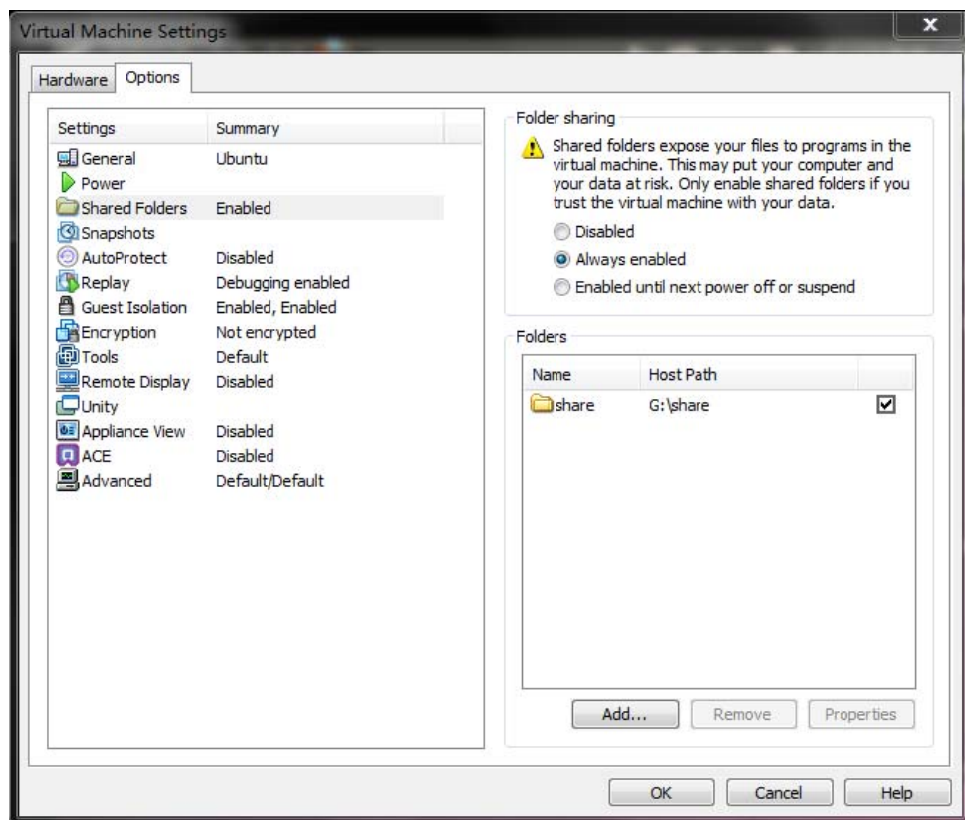 Virtual Machine Settings
Hardware
Options
Settings Summary
General Ubuntu
Power
Shared Folders Enabled
Snapshots
AutoProtect Disabled
Replay Debugging enabled
Guest Isolation Enabled, Enabled
Encryption Not encrypted
Tools Default
Remote Display Disabled
Unity
Appliance View Disabled
ACE Disabled
Advanced Default/Default
Folder sharing
Shared folders expose your files to programs in the
virtual machine. This may put your computer and
your data at risk. Only enable shared folders if you
trust the virtual machine with your data.
Disabled
Always enabled
Enabled until next power off or suspend
Folders
Name Host Path
share G:\share
Add... Remove Properties
OK Cancel Help